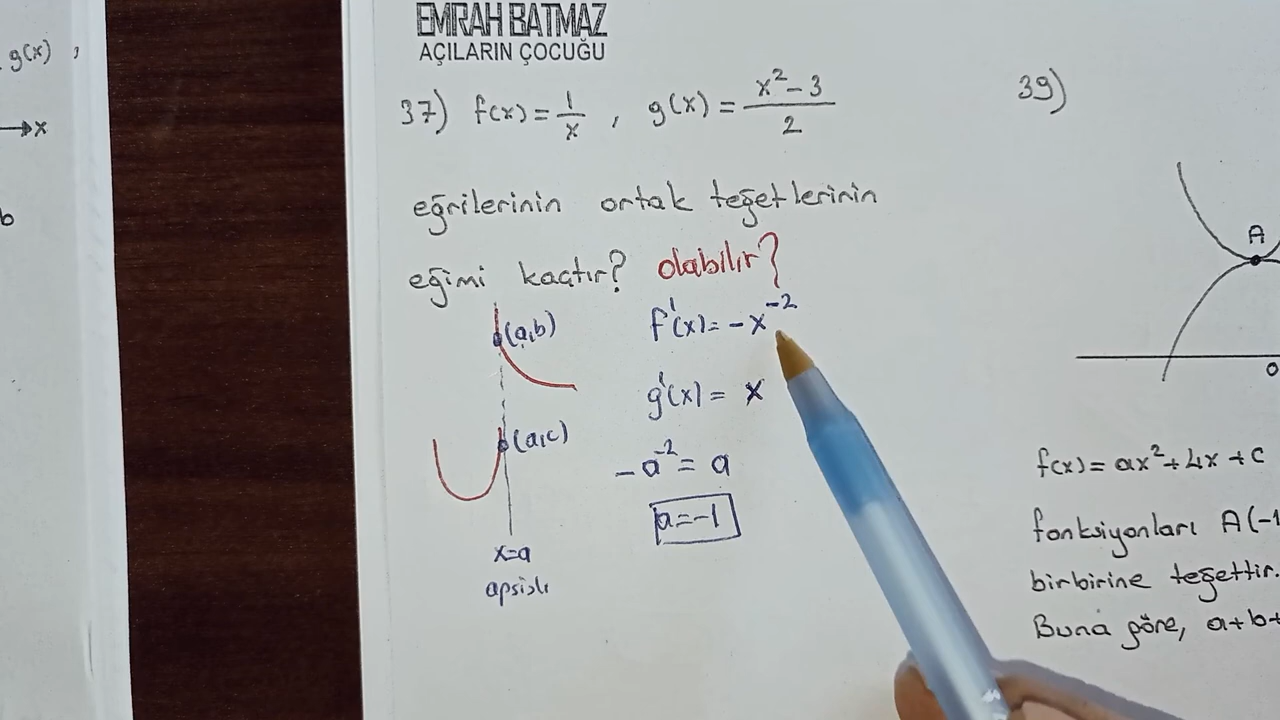 g(x) ,
→x
b
EMRAH BATMAZ
AÇILARIN ÇOCUĞU
37) f(x) = 1/x , g(x) = (x² - 3)/2
eğrilerinin ortak teğetlerinin
eğimi kaçtır? olabilir?
(a,b)
(a,c)
x=a
apsisli
f'(x) = -x⁻²
g'(x) = x
-a⁻² = a
a=-1
39)
A
O
f(x) = ax² + 4x + c
fonksiyonları A(-1
birbirine teğettir.
Buna göre, a+b+